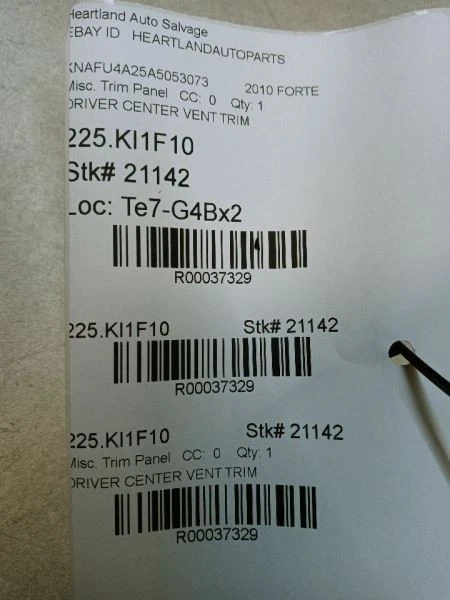 Heartland Auto Salvage
EBAY ID HEARTLANDAUTOPARTS
KNAFU4A25A5053073 2010 FORTE
Misc. Trim Panel CC: 0 Qty: 1
DRIVER CENTER VENT TRIM
225.KI1F10
Stk# 21142
Loc: Te7-G4Bx2
R00037329
225.KI1F10 Stk# 21142
R00037329
225.KI1F10 Stk# 21142
Misc. Trim Panel CC: 0 Qty: 1
DRIVER CENTER VENT TRIM
R00037329